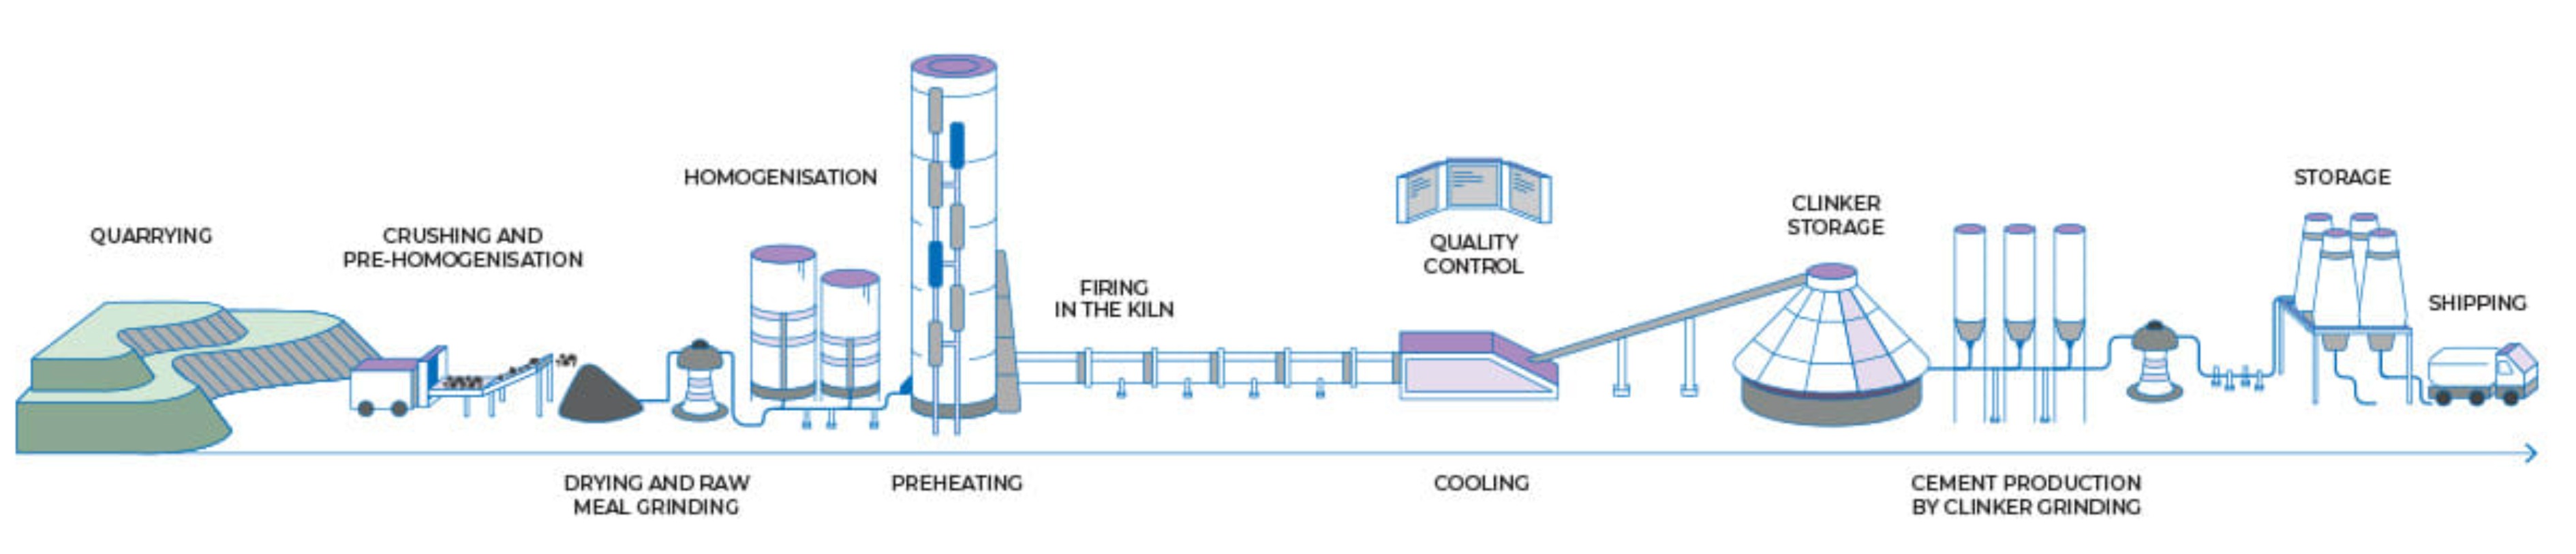 QUARRYING
CRUSHING AND
PRE-HOMOGENISATION
DRYING AND RAW
MEAL GRINDING
HOMOGENISATION
PREHEATING
FIRING
IN THE KILN
QUALITY
CONTROL
COOLING
CLINKER
STORAGE
CEMENT PRODUCTION
BY CLINKER GRINDING
STORAGE
SHIPPING